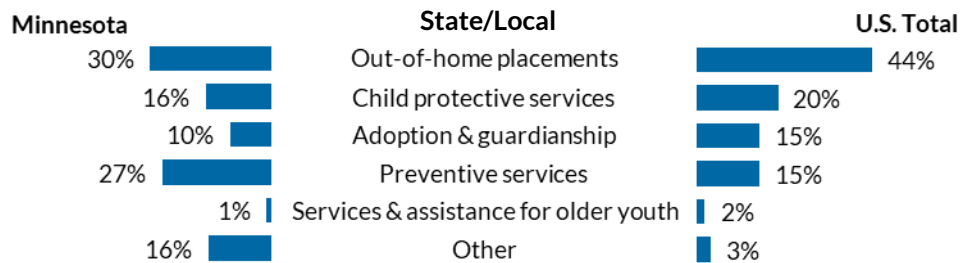 Minnesota State/Local U.S. Total
30% Out-of-home placements 44%
16% Child protective services 20%
10% Adoption & guardianship 15%
27% Preventive services 15%
1% Services & assistance for older youth 2%
16% Other 3%